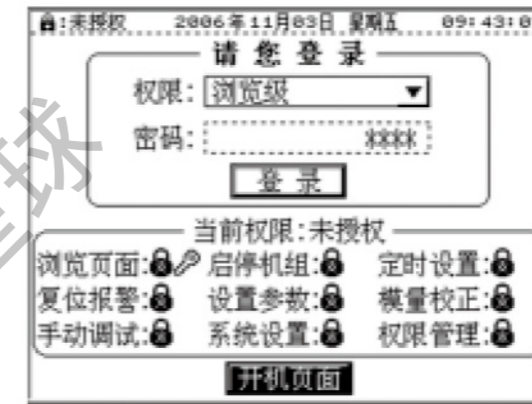 :未授权 2006年11月03日 星期五 09:43:0
请您登录
权限: 浏览级
密码: ****
登录
当前权限:未授权
浏览页面: 启停机组: 定时设置:
复位报警: 设置参数: 模量校正:
手动调试: 系统设置: 权限管理:
开机页面
球